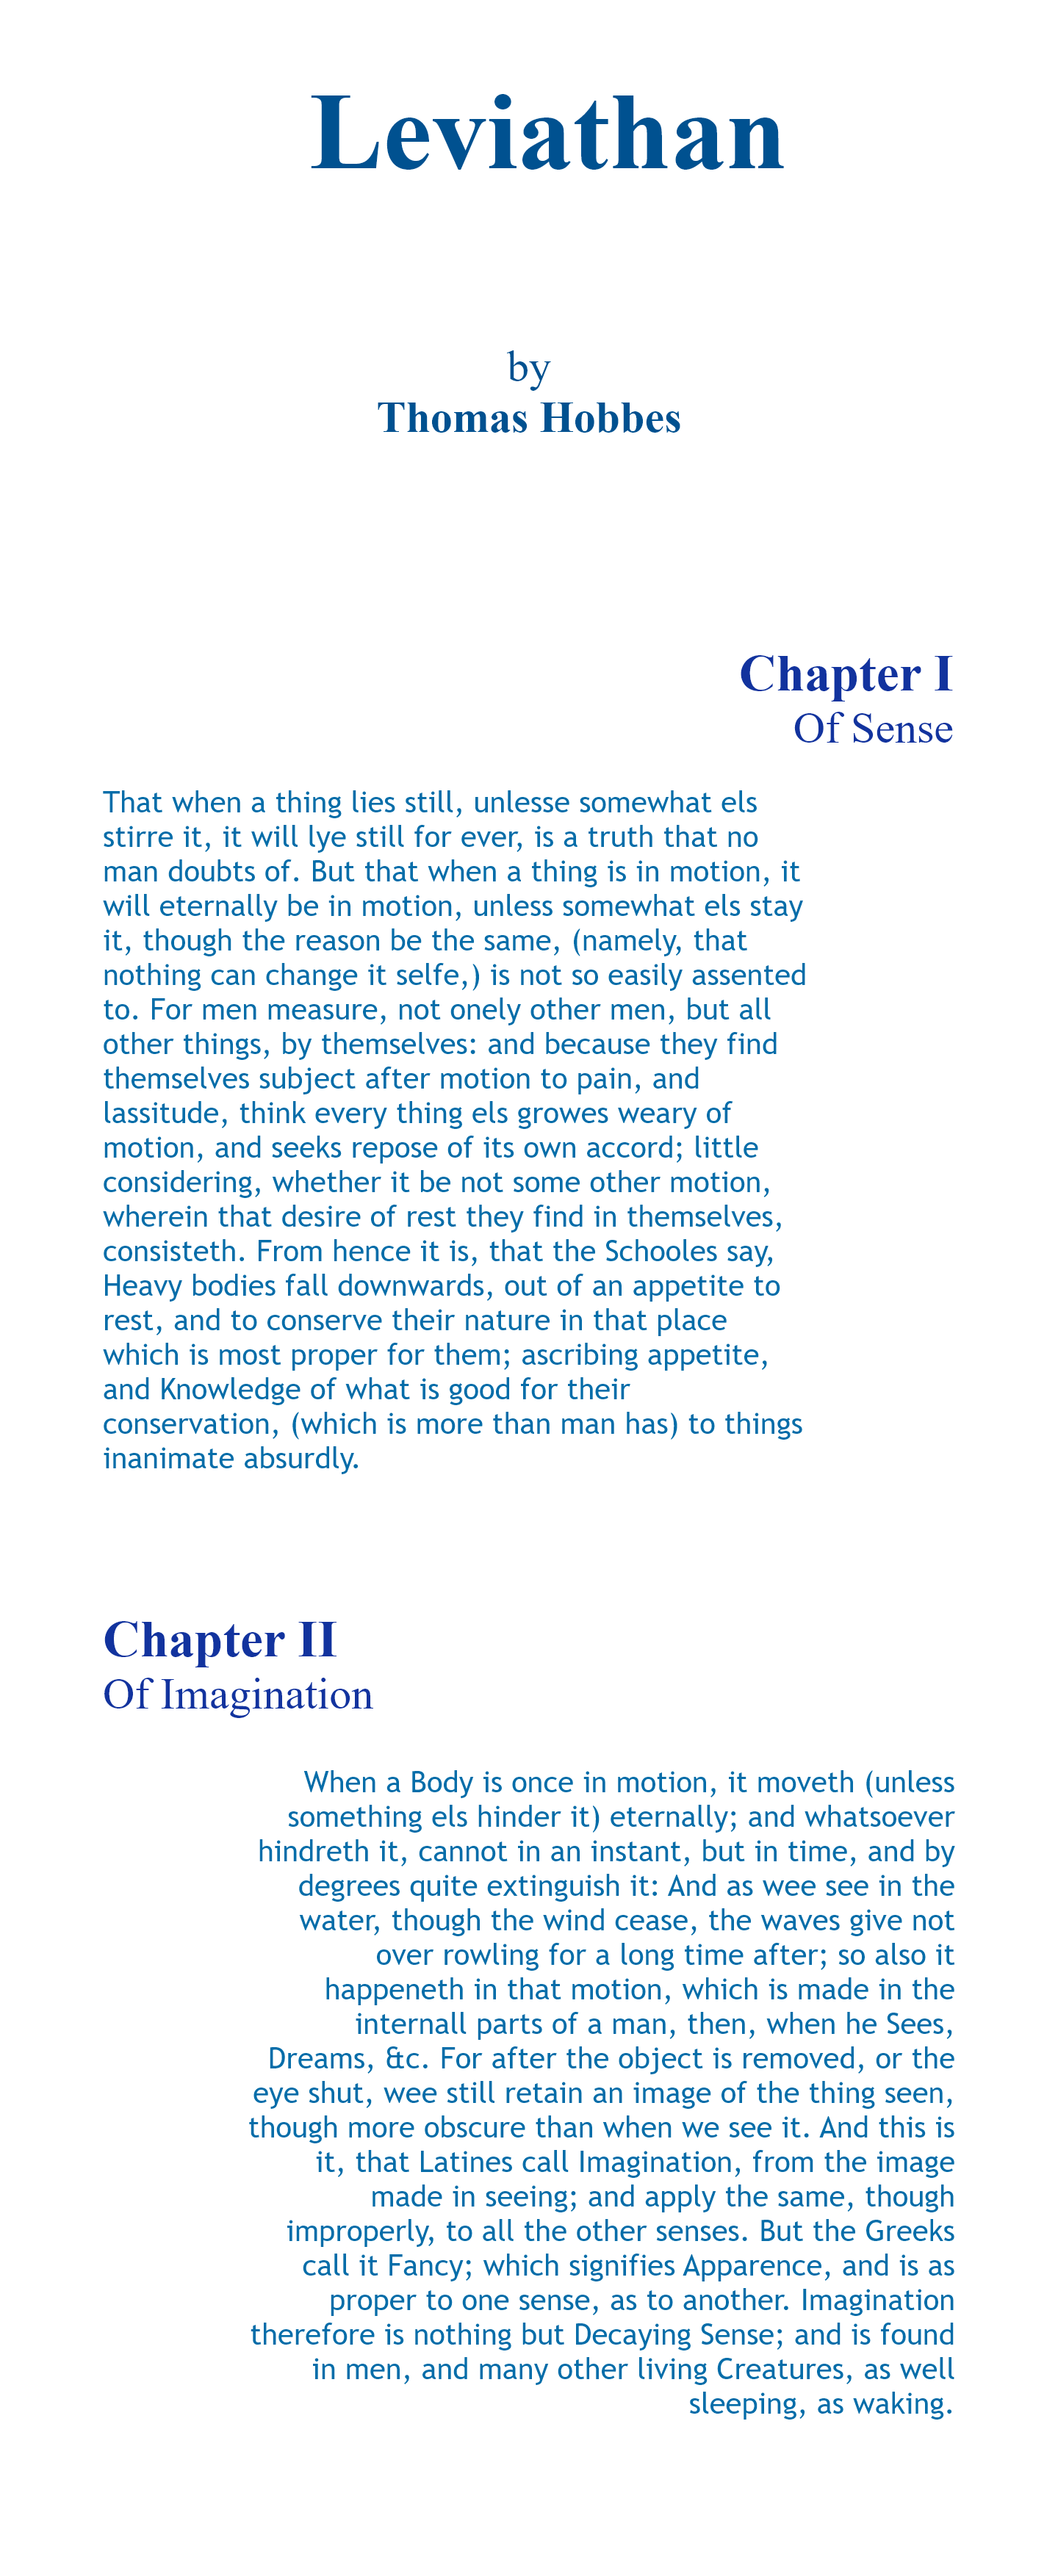 Leviathan
by
Thomas Hobbes
Chapter I
Of Sense
That when a thing lies still, unlesse somewhat els
stirre it, it will lye still for ever, is a truth that no
man doubts of. But that when a thing is in motion, it
will eternally be in motion, unless somewhat els stay
it, though the reason be the same, (namely, that
nothing can change it selfe,) is not so easily assented
to. For men measure, not onely other men, but all
other things, by themselves: and because they find
themselves subject after motion to pain, and
lassitude, think every thing els growes weary of
motion, and seeks repose of its own accord; little
considering, whether it be not some other motion,
wherein that desire of rest they find in themselves,
consisteth. From hence it is, that the Schooles say,
Heavy bodies fall downwards, out of an appetite to
rest, and to conserve their nature in that place
which is most proper for them; ascribing appetite,
and Knowledge of what is good for their
conservation, (which is more than man has) to things
inanimate absurdly.
Chapter II
Of Imagination
When a Body is once in motion, it moveth (unless
something els hinder it) eternally; and whatsoever
hindreth it, cannot in an instant, but in time, and by
degrees quite extinguish it: And as wee see in the
water, though the wind cease, the waves give not
over rowling for a long time after; so also it
happeneth in that motion, which is made in the
internall parts of a man, then, when he Sees,
Dreams, &c. For after the object is removed, or the
eye shut, wee still retain an image of the thing seen,
though more obscure than when we see it. And this is
it, that Latines call Imagination, from the image
made in seeing; and apply the same, though
improperly, to all the other senses. But the Greeks
call it Fancy; which signifies Apparence, and is as
proper to one sense, as to another. Imagination
therefore is nothing but Decaying Sense; and is found
in men, and many other living Creatures, as well
sleeping, as waking.